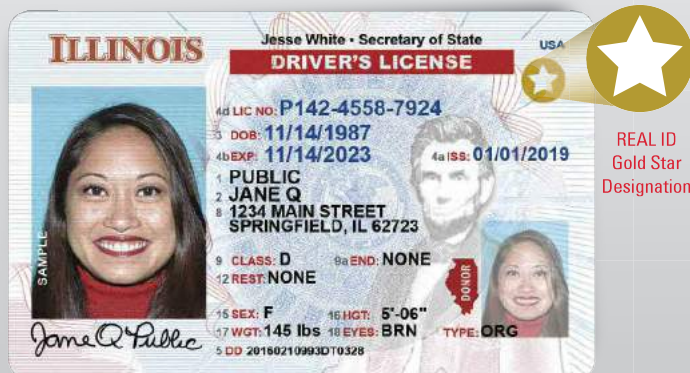 ILLINOIS
Jesse White • Secretary of State
USA
DRIVER'S LICENSE
4d LIC NO: P142-4558-7924
3 DOB: 11/14/1987
4b EXP: 11/14/2023
4a ISS: 01/01/2019
1 PUBLIC
2 JANE Q
8 1234 MAIN STREET
SPRINGFIELD, IL 62723
9 CLASS: D
9a END: NONE
12 REST: NONE
15 SEX: F
16 HGT: 5'-06"
17 WGT: 145 lbs
18 EYES: BRN
TYPE: ORG
5 DD 20160210993DT0328
SAMPLE
Jane Q Public
DONOR
REAL ID
Gold Star
Designation